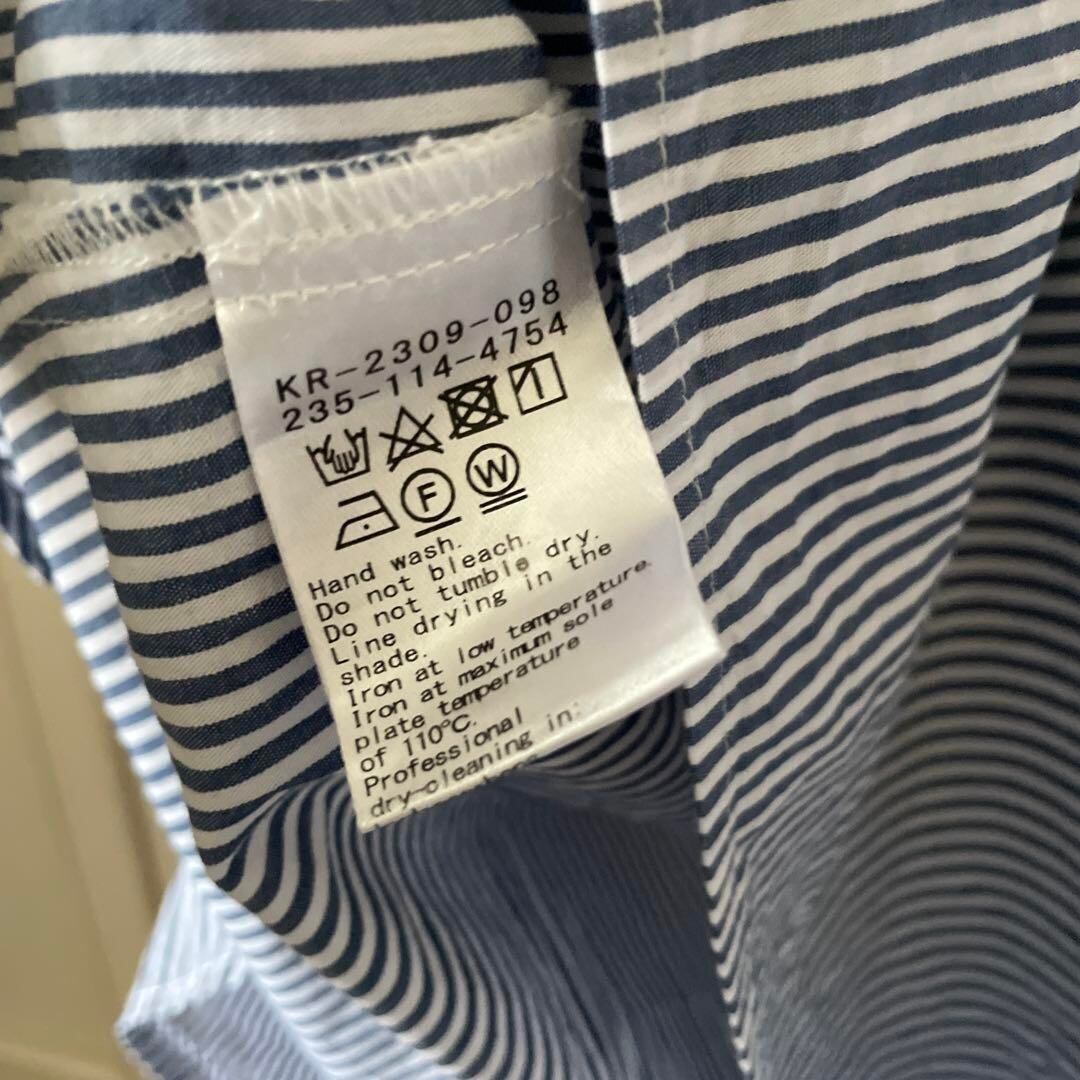 KR-2309-098
235-114-4754
F W
Hand wash.
Do not bleach.
Do not tumble dry.
Line drying in the
shade.
Iron at low temperature.
Iron at maximum sole
plate temperature
of 110℃.
Professional
dry-cleaning in: